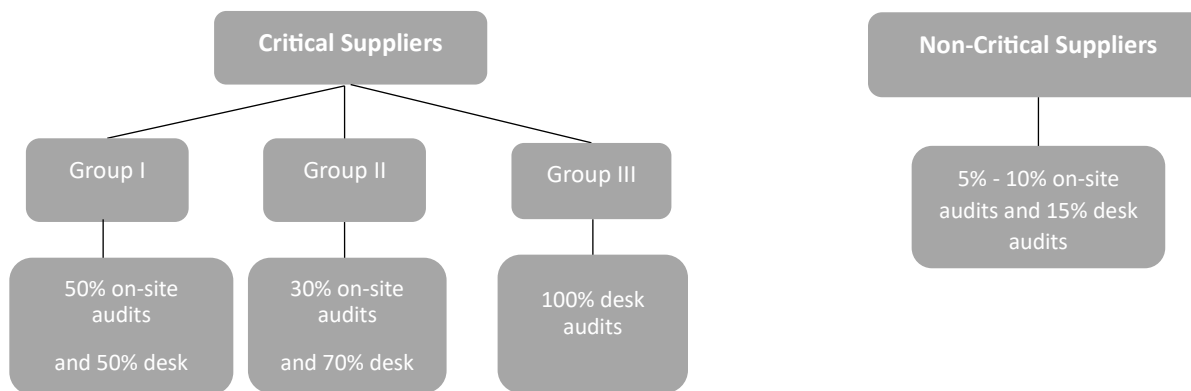 Critical Suppliers
Non-Critical Suppliers
Group I
Group II
Group III
50% on-site
audits
and 50% desk
30% on-site
audits
and 70% desk
100% desk
audits
5% - 10% on-site
audits and 15% desk
audits